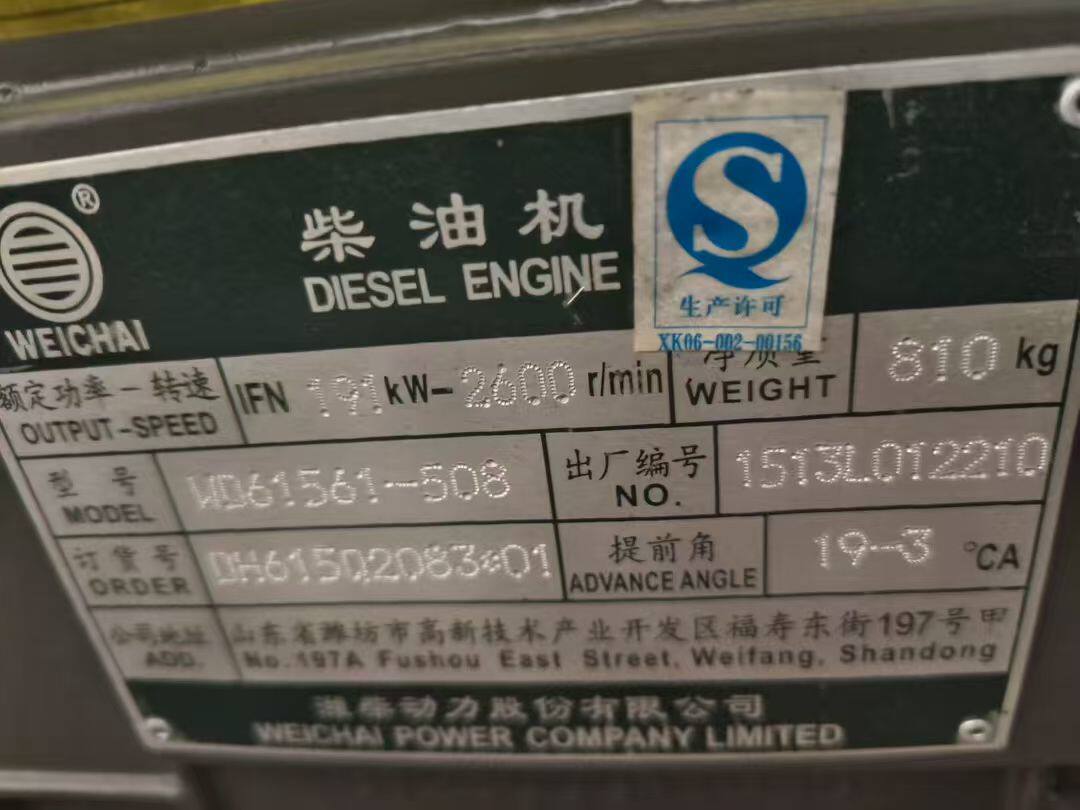 ®
WEICHAI
柴油机
DIESEL ENGINE
S
生产许可
XK06-002-00156
额定功率-转速
OUTPUT-SPEED
IFN 191 kW- 2600 r/min
净质量
WEIGHT
810 kg
型号
MODEL
WD61561-508
出厂编号
NO.
1513L012210
订货号
ORDER
DH615Q2083*01
提前角
ADVANCE ANGLE
19-3 °CA
公司地址
ADD.
山东省潍坊市高新技术产业开发区福寿东街197号甲
No.197A Fushou East Street, Weifang, Shandong
潍柴动力股份有限公司
WEICHAI POWER COMPANY LIMITED